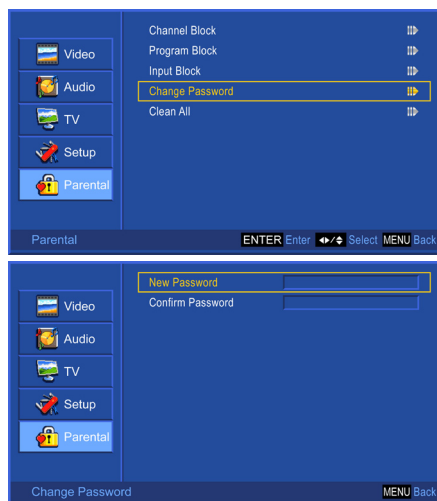 Channel Block
Video
Program Block
Input Block
Audio
Change Password
TV
Clean All
Setup
Parental
Parental ENTER Enter Select MENU Back
New Password
Video
Confirm Password
Audio
TV
Setup
Parental
Change Password MENU Back